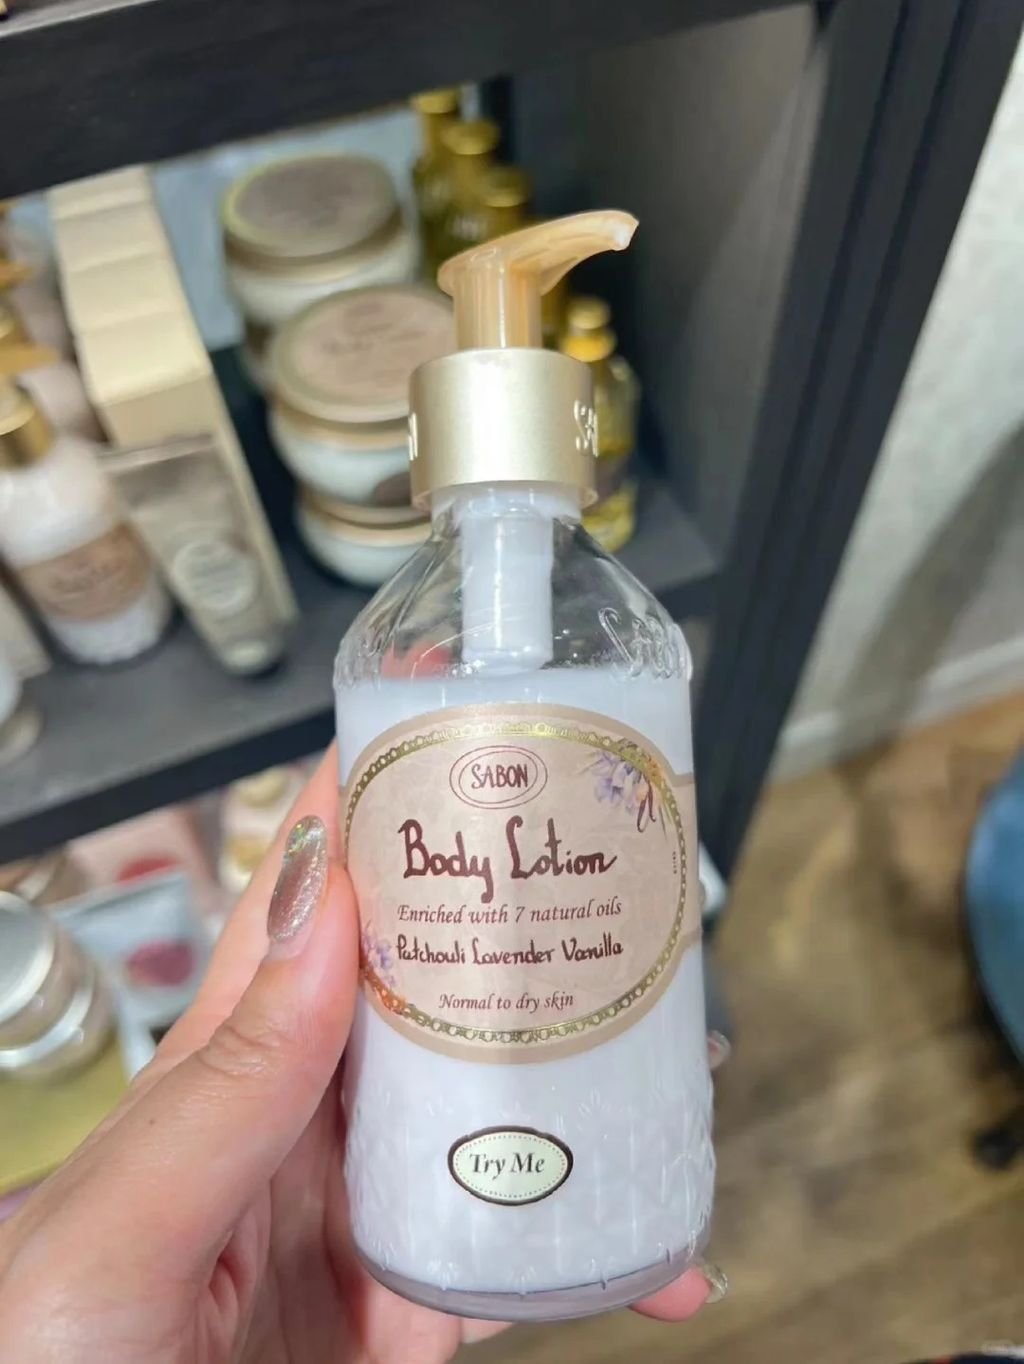 SABON
Body Lotion
Enriched with 7 natural oils
Patchouli Lavender Vanilla
Normal to dry skin
Try Me